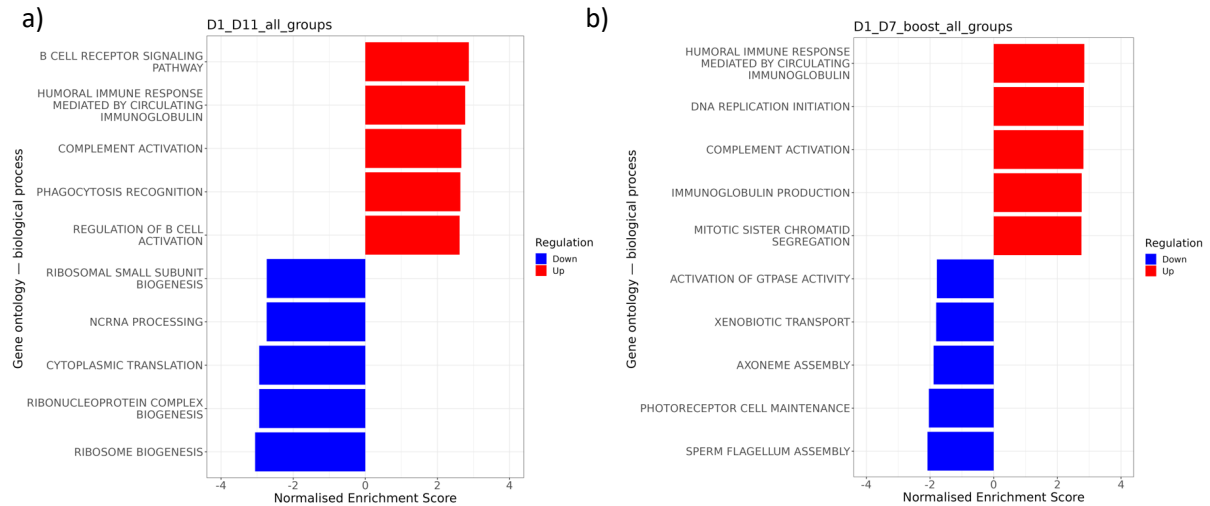 a)
D1_D11_all_groups
Gene ontology — biological process
B CELL RECEPTOR SIGNALING
PATHWAY
HUMORAL IMMUNE RESPONSE
MEDIATED BY CIRCULATING
IMMUNOGLOBULIN
COMPLEMENT ACTIVATION
PHAGOCYTOSIS RECOGNITION
REGULATION OF B CELL
ACTIVATION
RIBOSOMAL SMALL SUBUNIT
BIOGENESIS
NCRNA PROCESSING
CYTOPLASMIC TRANSLATION
RIBONUCLEOPROTEIN COMPLEX
BIOGENESIS
RIBOSOME BIOGENESIS
-4 -2 0 2 4
Normalised Enrichment Score
Regulation
Down
Up
b)
D1_D7_boost_all_groups
Gene ontology — biological process
HUMORAL IMMUNE RESPONSE
MEDIATED BY CIRCULATING
IMMUNOGLOBULIN
DNA REPLICATION INITIATION
COMPLEMENT ACTIVATION
IMMUNOGLOBULIN PRODUCTION
MITOTIC SISTER CHROMATID
SEGREGATION
ACTIVATION OF GTPASE ACTIVITY
XENOBIOTIC TRANSPORT
AXONEME ASSEMBLY
PHOTORECEPTOR CELL MAINTENANCE
SPERM FLAGELLUM ASSEMBLY
-4 -2 0 2 4
Normalised Enrichment Score
Regulation
Down
Up